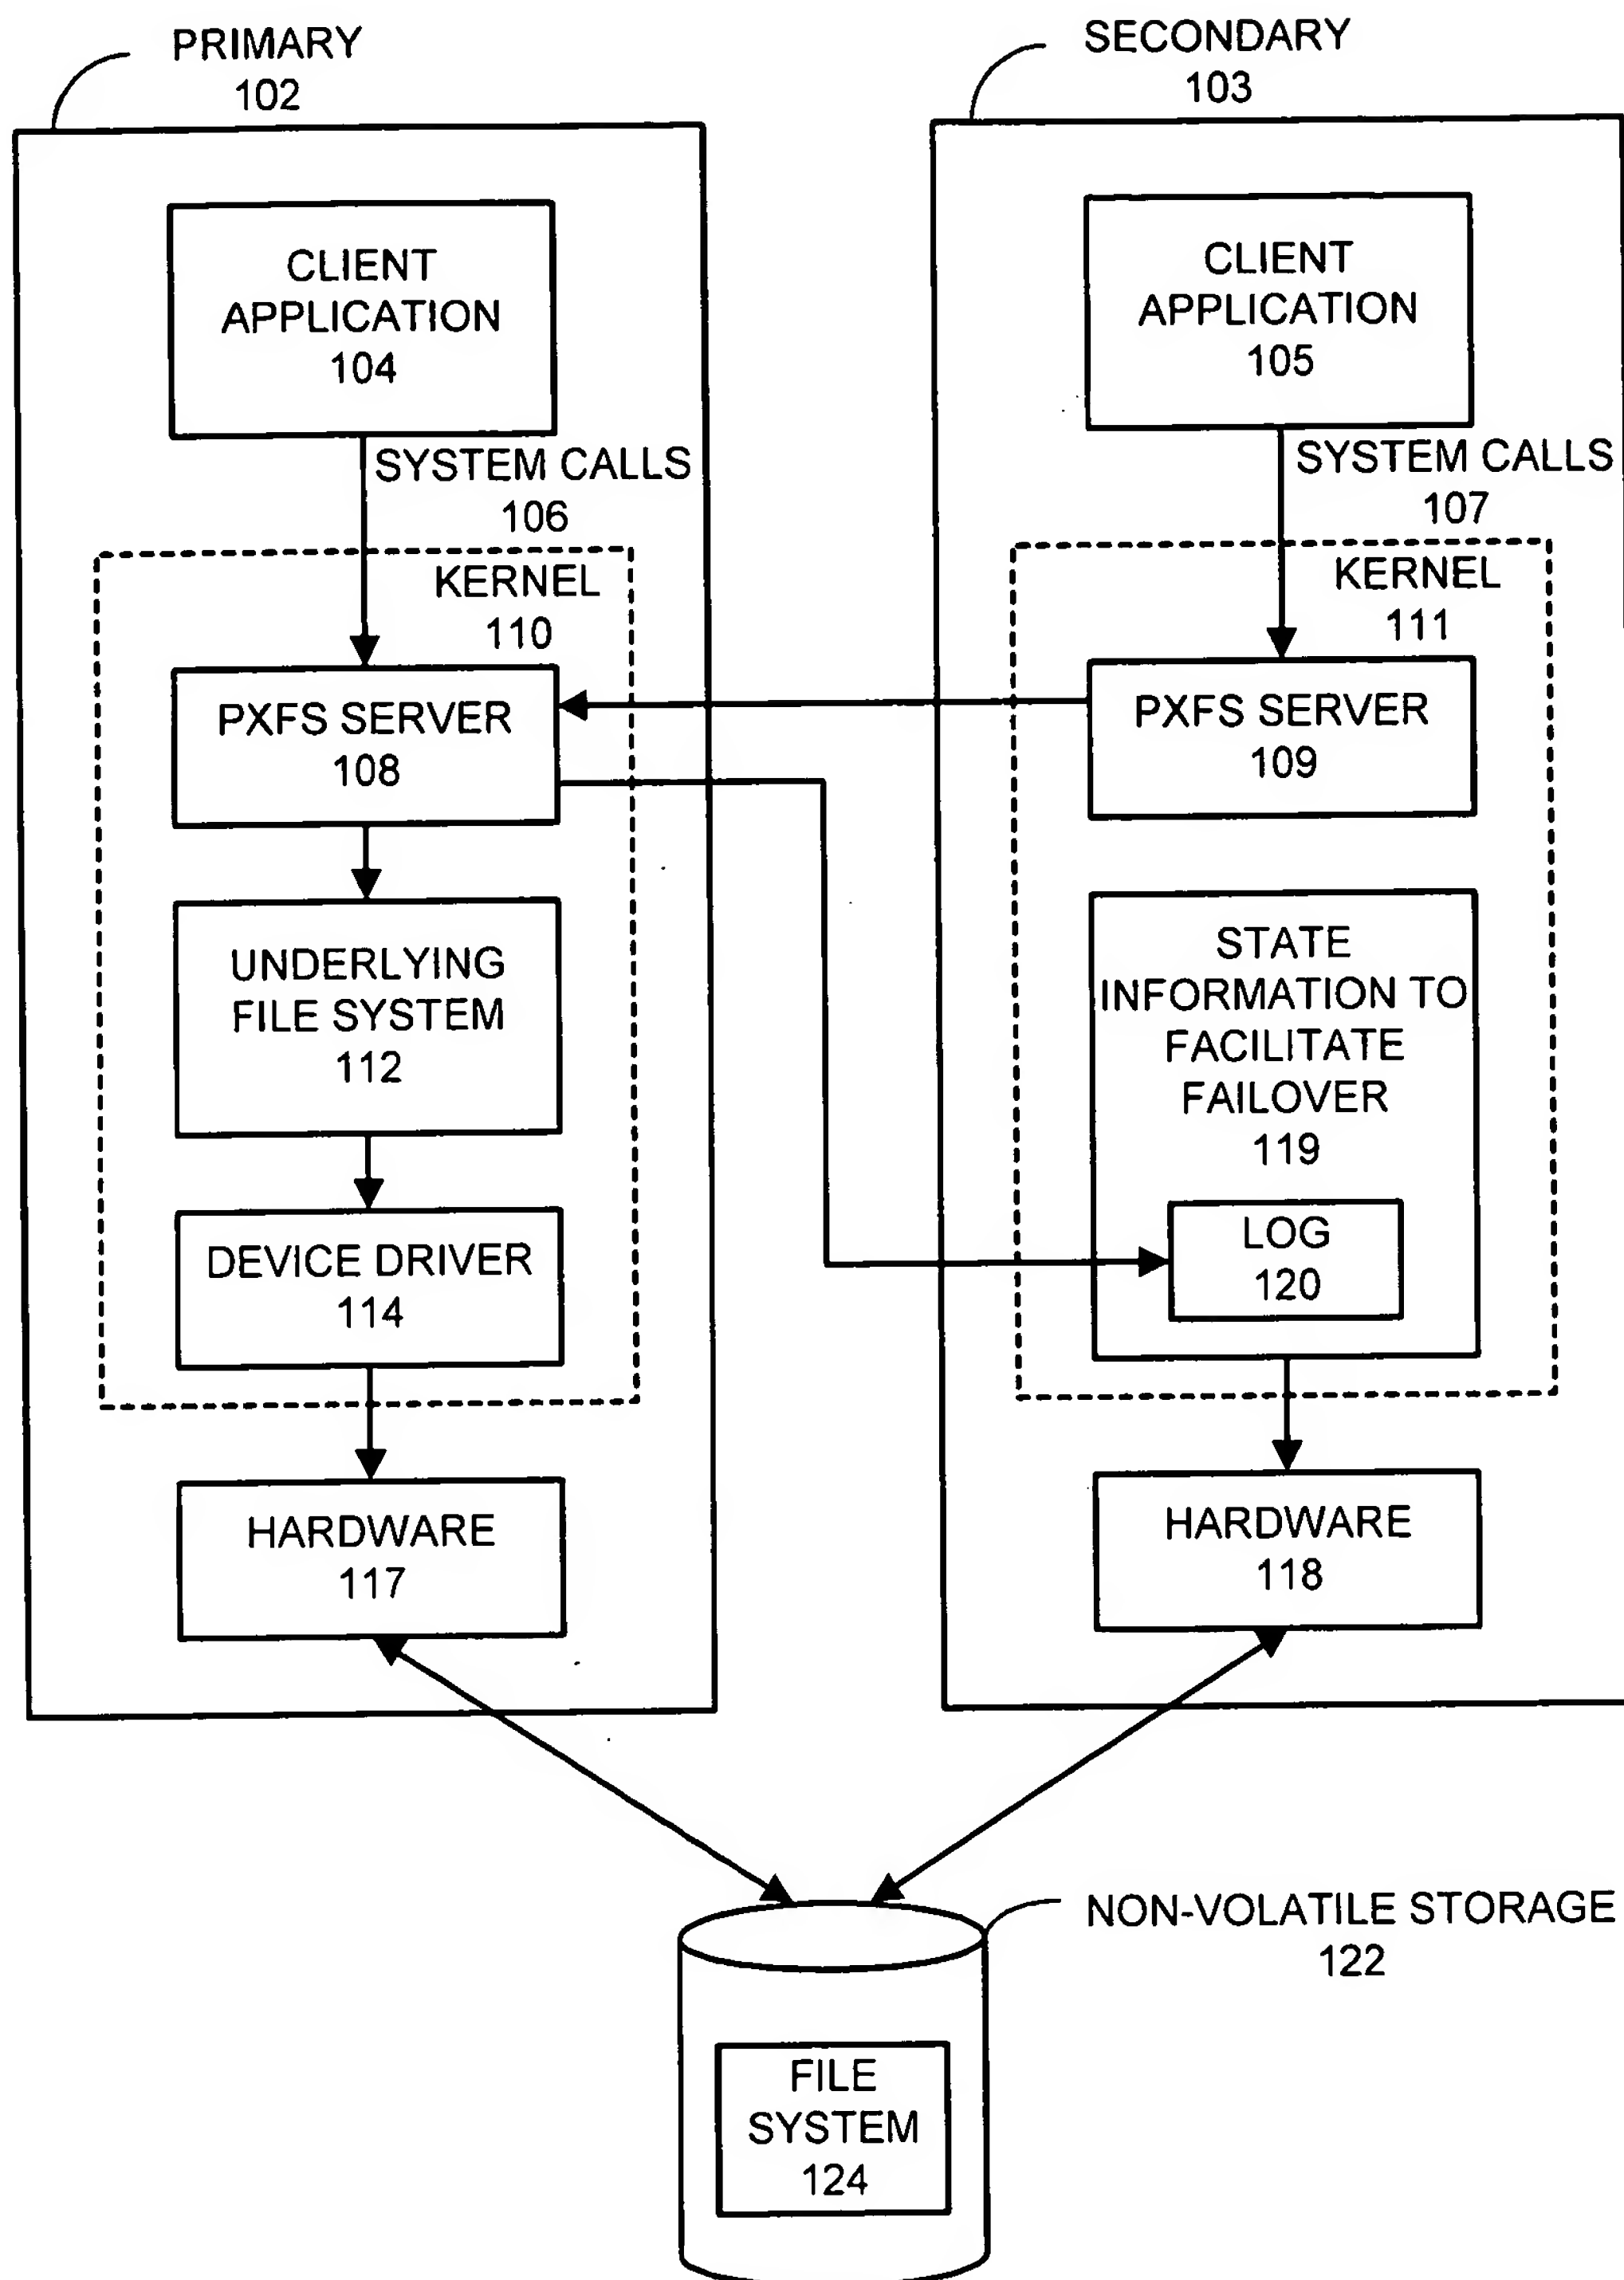 PRIMARY
102
SECONDARY
103
CLIENT
APPLICATION
104
CLIENT
APPLICATION
105
SYSTEM CALLS
106
SYSTEM CALLS
107
KERNEL
110
KERNEL
111
PXFS SERVER
108
PXFS SERVER
109
UNDERLYING
FILE SYSTEM
112
STATE
INFORMATION TO
FACILITATE
FAILOVER
119
DEVICE DRIVER
114
LOG
120
HARDWARE
117
HARDWARE
118
NON-VOLATILE STORAGE
122
FILE
SYSTEM
124